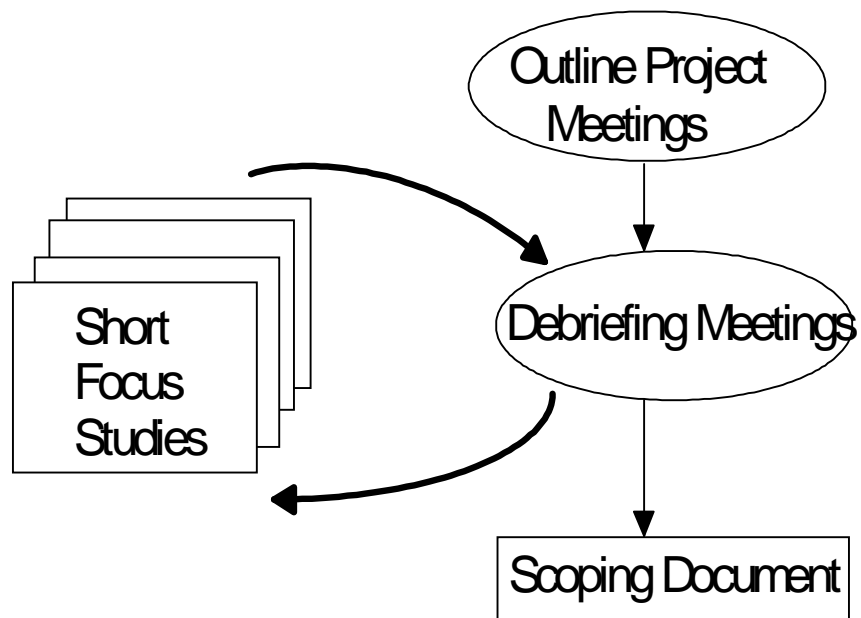 Outline Project
Meetings
Short
Focus
Studies
Debriefing Meetings
Scoping Document